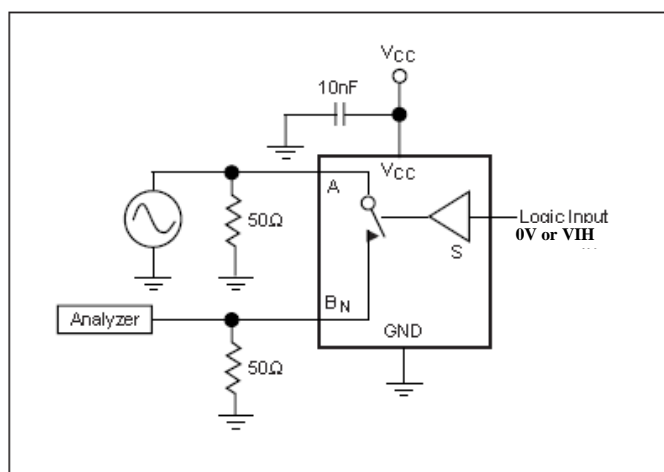 VCC
10nF
VCC
A
50Ω
Logic Input
0V or VIH
S
BN
Analyzer
GND
50Ω